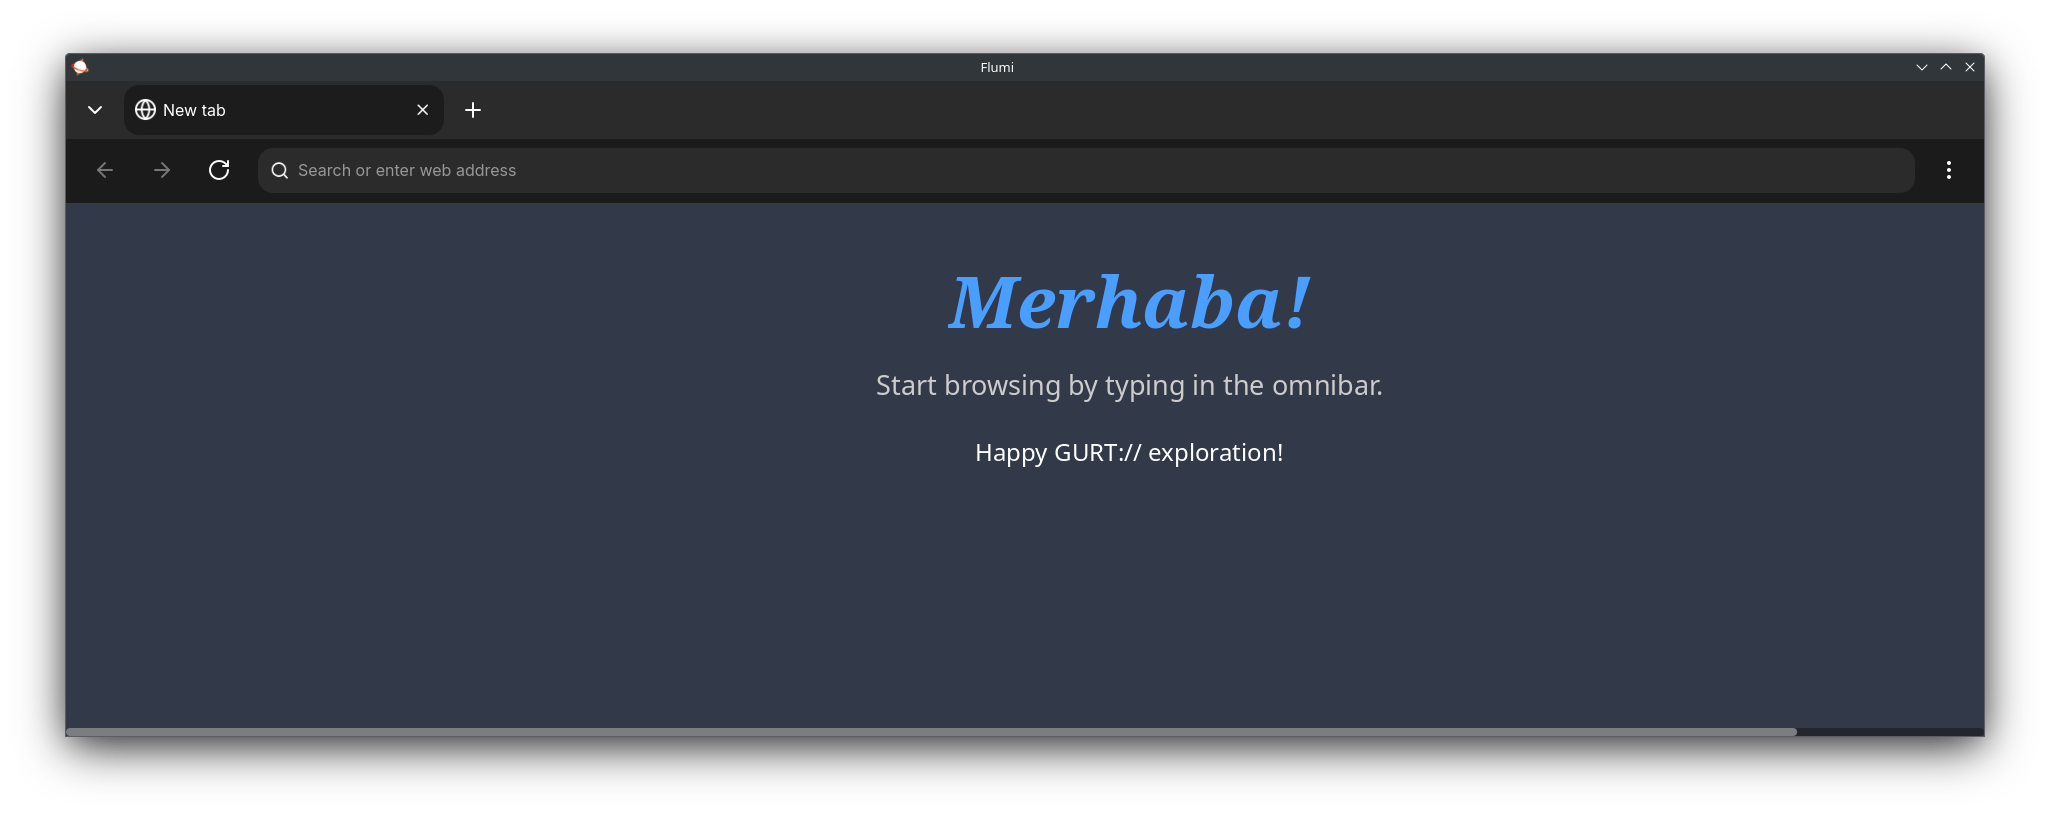 Flumi
New tab
Search or enter web address
Merhaba!
Start browsing by typing in the omnibar.
Happy GURT:// exploration!